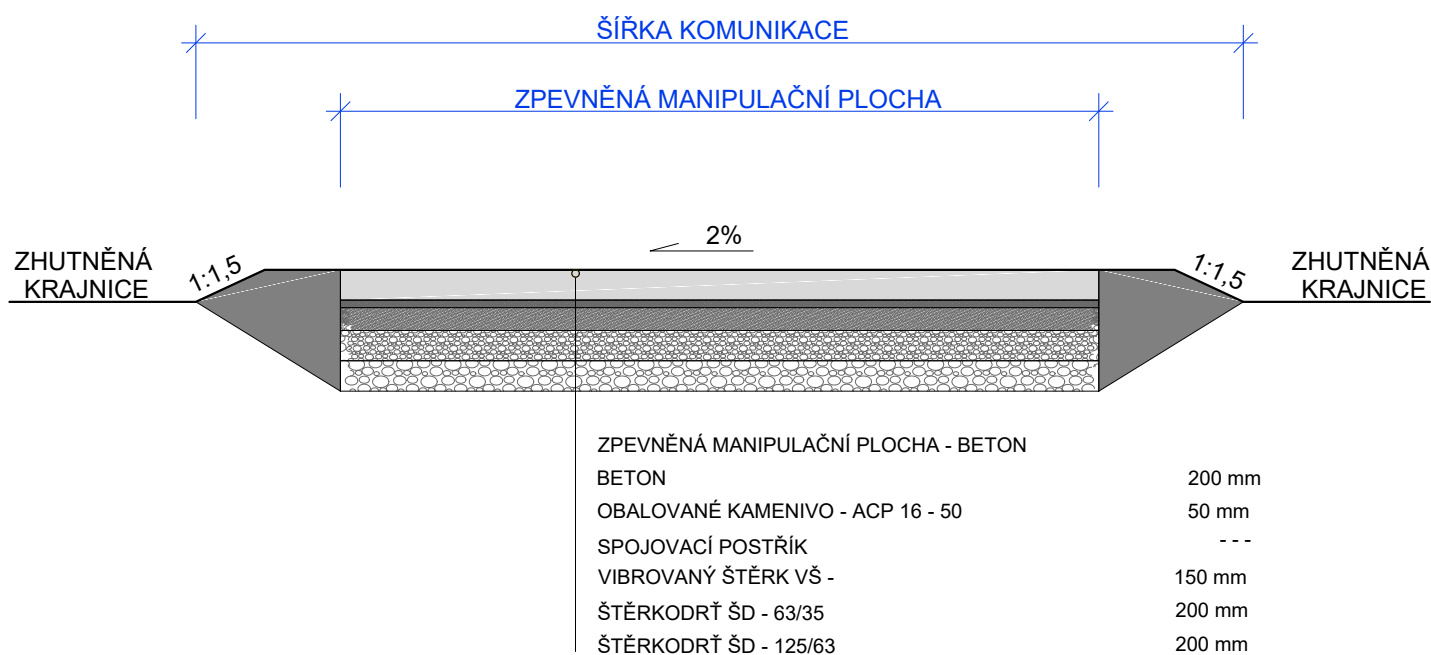 ŠÍŘKA KOMUNIKACE
ZPEVNĚNÁ MANIPULAČNÍ PLOCHA
2%
ZHUTNĚNÁ
KRAJNICE
1:1,5
1:1,5
ZHUTNĚNÁ
KRAJNICE
ZPEVNĚNÁ MANIPULAČNÍ PLOCHA - BETON
BETON 200 mm
OBALOVANÉ KAMENIVO - ACP 16 - 50 50 mm
SPOJOVACÍ POSTŘÍK - - -
VIBROVANÝ ŠTĚRK VŠ - 150 mm
ŠTĚRKODRŤ ŠD - 63/35 200 mm
ŠTĚRKODRŤ ŠD - 125/63 200 mm